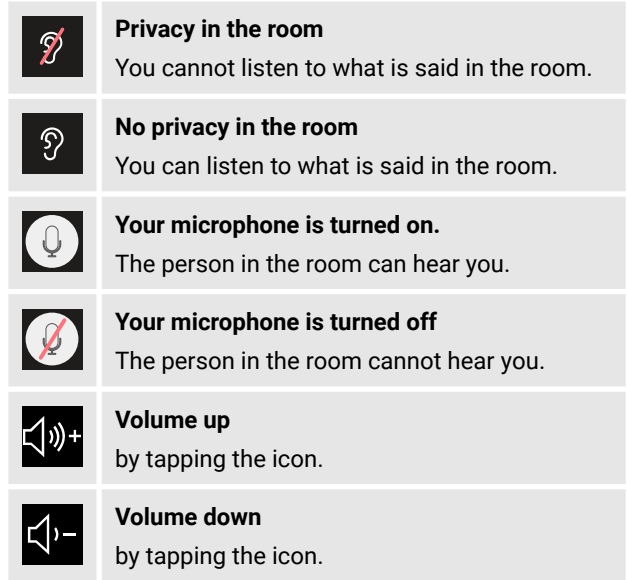 Privacy in the room
You cannot listen to what is said in the room.
No privacy in the room
You can listen to what is said in the room.
Your microphone is turned on.
The person in the room can hear you.
Your microphone is turned off
The person in the room cannot hear you.
Volume up
by tapping the icon.
Volume down
by tapping the icon.